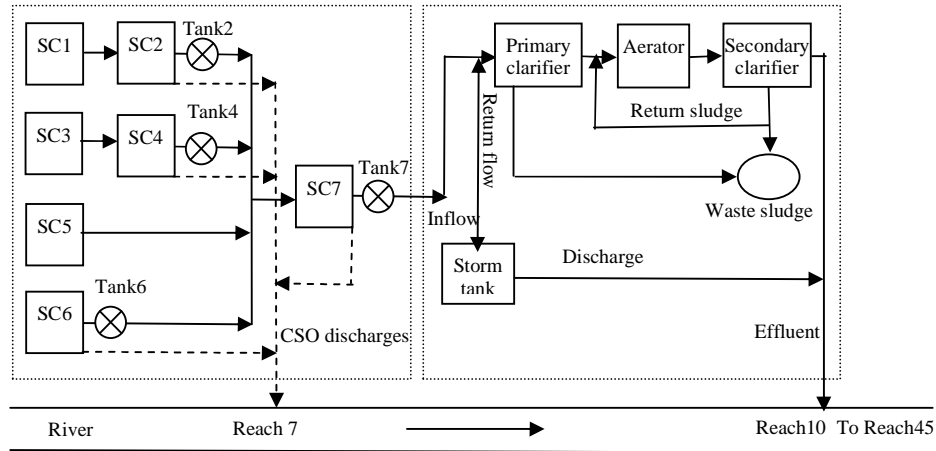 SC1
SC2
Tank2
SC3
SC4
Tank4
SC5
SC6
Tank6
SC7
Tank7
CSO discharges
Inflow
Return flow
Primary
clarifier
Aerator
Secondary
clarifier
Return sludge
Waste sludge
Storm
tank
Discharge
Effluent
River
Reach 7
Reach10
To Reach45